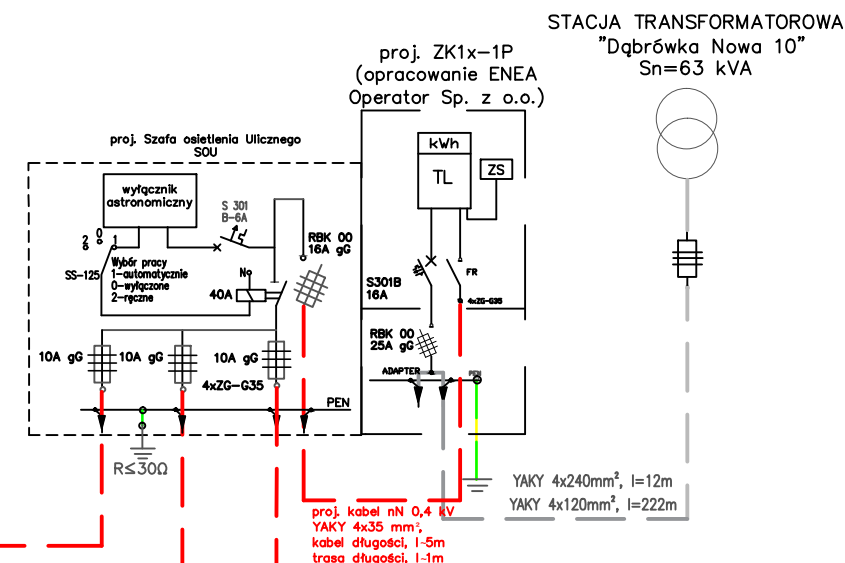 STACJA TRANSFORMATOROWA
"Dąbrówka Nowa 10"
Sn=63 kVA
proj. ZK1x-1P
(opracowanie ENEA
Operator Sp. z o.o.)
proj. Szafa osietlenia Ulicznego
SOU
kWh
TL
ZS
wyłącznik
astronomiczny
S 301
B-6A
RBK 00
16A gG
2
0
1
SS-125
Wybór pracy
1-automatycznie
0-wyłączone
2-ręczne
N
40A
S301B
16A
FR
4xZG-G35
RBK 00
25A gG
10A gG
10A gG
10A gG
4xZG-G35
ADAPTER
PEN
PEN
R≤30Ω
YAKY 4x240mm², l=12m
YAKY 4x120mm², l=222m
proj. kabel nN 0,4 kV
YAKY 4x35 mm²,
kabel długości, l~5m
trasa długości, l~1m